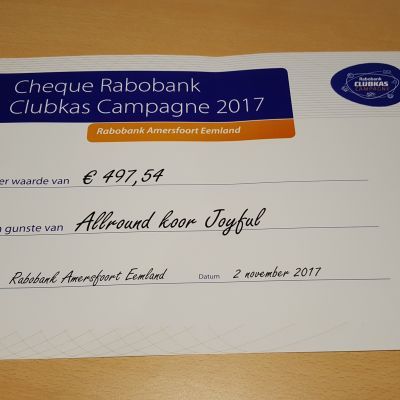 Cheque Rabobank
Clubkas Campagne 2017
Rabobank Amersfoort Eemland
Rabobank
CLUBKAS
CAMPAGNE
er waarde van € 497,54
gunste van Allround koor Joyful
Rabobank Amersfoort Eemland Datum 2 november 2017